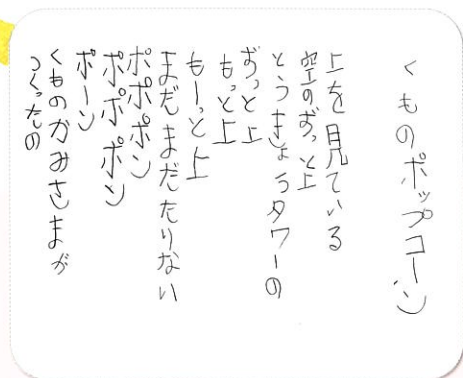 くものポップコーン
上を見ている
空のずっと上
とうきょうタワーの
ずっと上
もっと上
もーっと上
まだまだたりない
ポポポン
ポポポポン
ポーン
くものかみさまが
つくったの